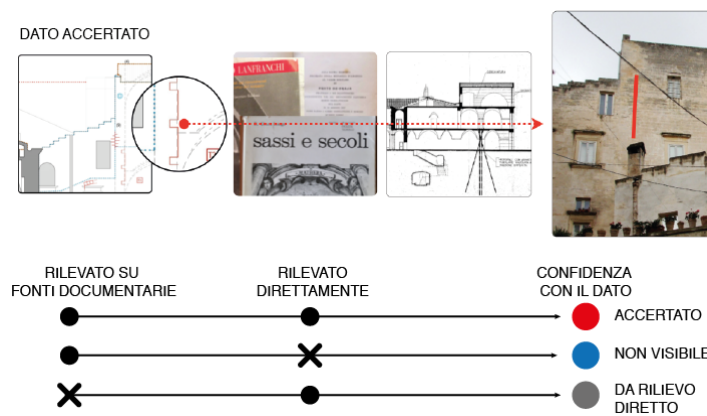 DATO ACCERTATO
LANFRANCHI
sassi e secoli
RILEVATO SU
FONTI DOCUMENTARIE
RILEVATO
DIRETTAMENTE
CONFIDENZA
CON IL DATO
ACCERTATO
NON VISIBILE
DA RILIEVO
DIRETTO